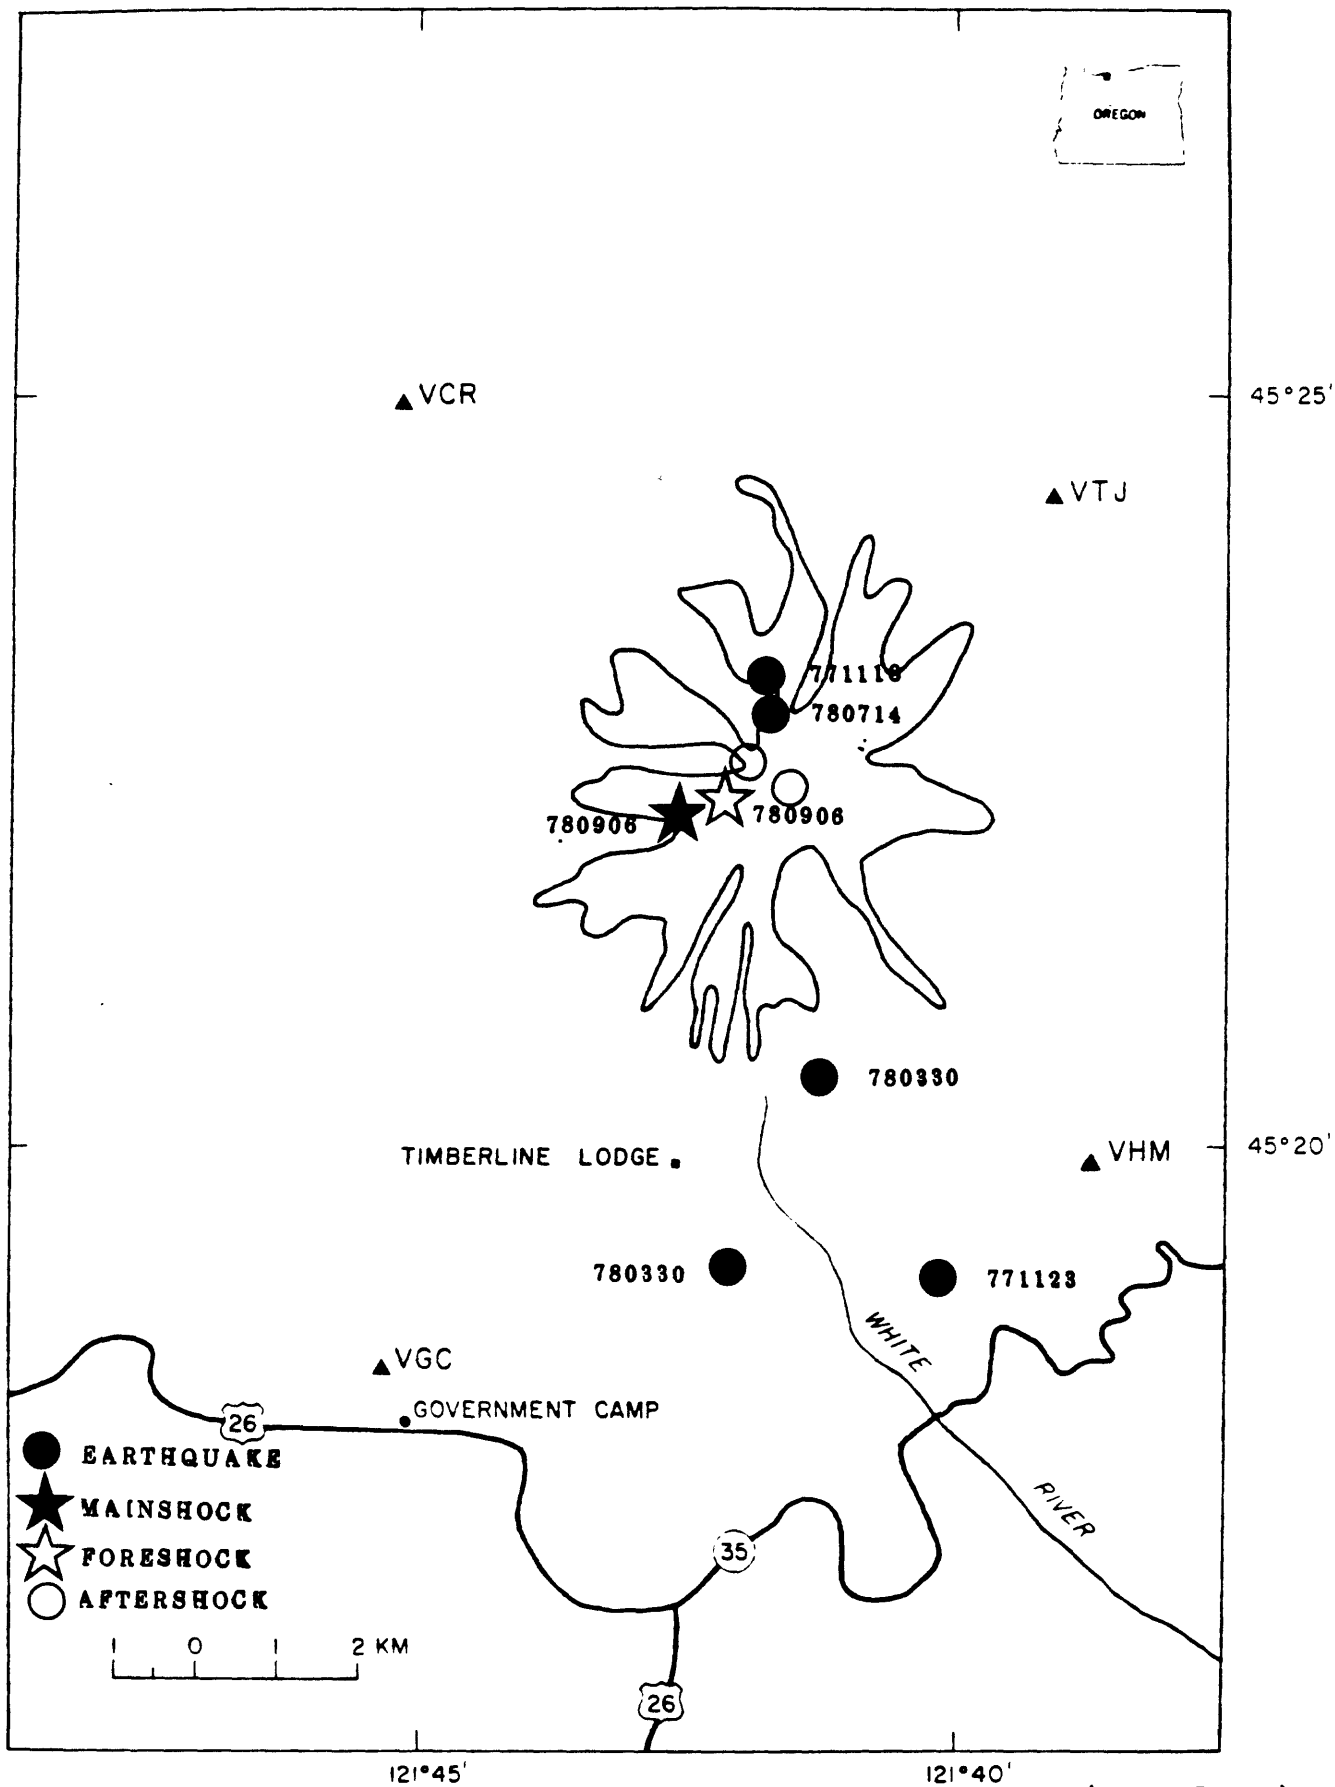 OREGON
VCR
45°25'
VTJ
771118
780714
780906
780906
780330
45°20'
TIMBERLINE LODGE
VHM
780330
771123
WHITE
VGC
GOVERNMENT CAMP
26
EARTHQUAKE
MAINSHOCK
RIVER
35
FORESHOCK
AFTERSHOCK
1 0 1 2 KM
26
121°45'
121°40'